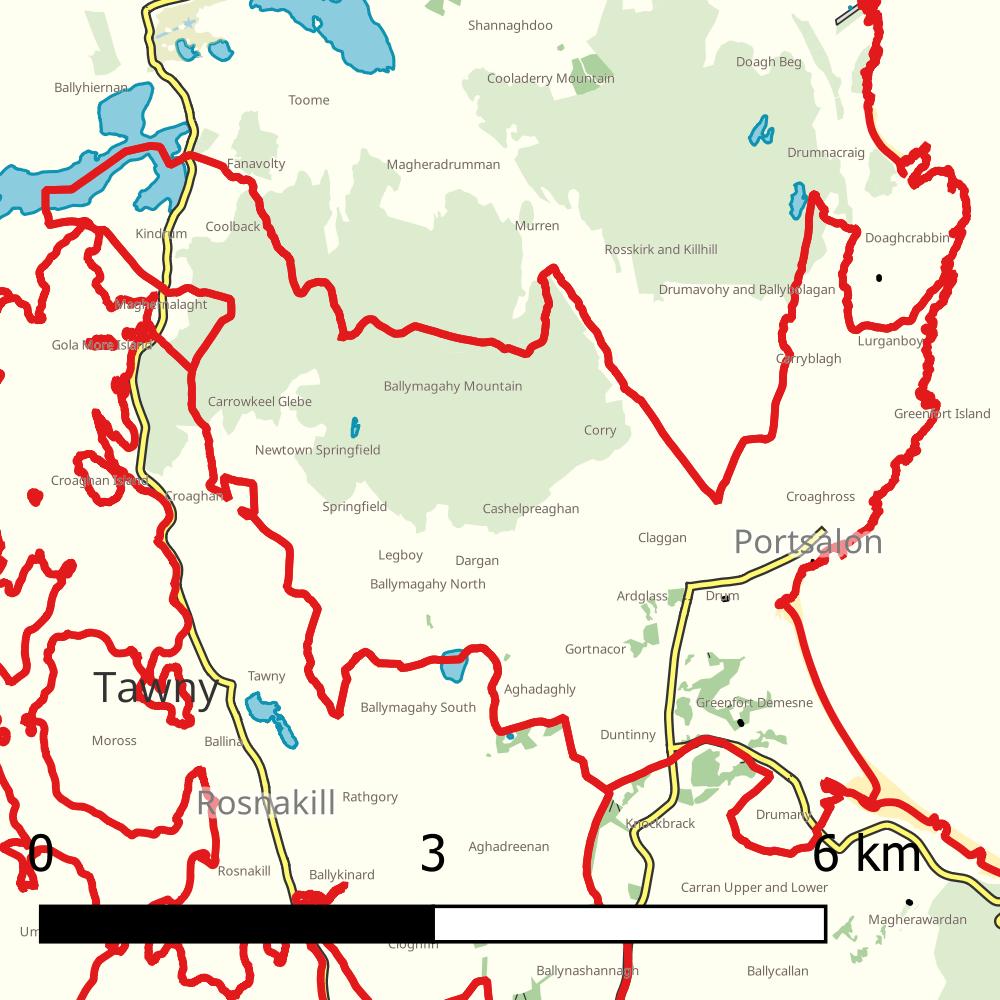 Shannaghdoo
Doagh Beg
Cooladerry Mountain
Ballyhiernan
Toome
Drumnacraig
Fanavolty
Magheradrumman
Coolback
Murren
Kindrum
Doaghcrabbin
Rosskirk and Killhill
Drumavohy and Ballybolagan
Maghernalaght
Gola More Island
Lurganboy
Carryblagh
Ballymagahy Mountain
Carrowkeel Glebe
Greenfort Island
Corry
Newtown Springfield
Croaghan Island
Croaghan
Croaghross
Springfield
Cashelpreaghan
Claggan
Portsalon
Legboy
Dargan
Ballymagahy North
Ardglass
Drum
Gortnacor
Tawny
Tawny
Aghadaghly
Greenfort Demesne
Ballymagahy South
Duntinny
Moross
Ballina
Rosnakill
Rathgory
Knockbrack
Drumany
0
3
6 km
Aghadreenan
Rosnakill
Ballykinard
Carran Upper and Lower
Magherawardan
Um
Cloghfin
Ballynashannagh
Ballycallan